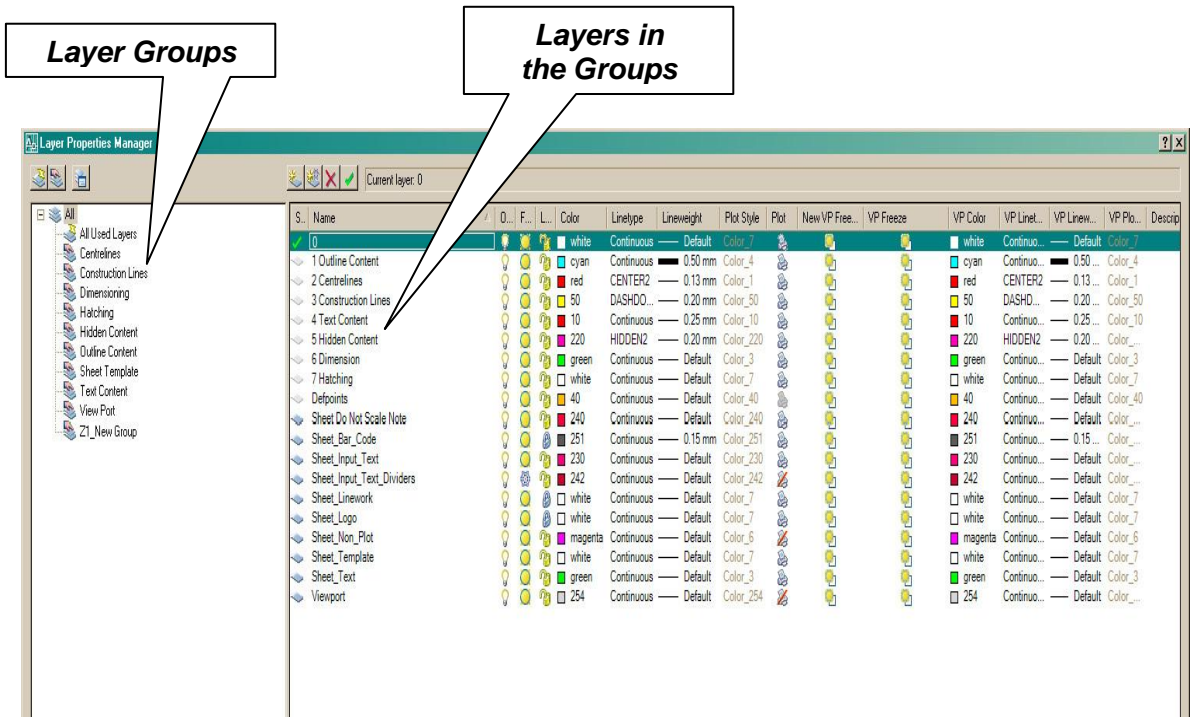 Layer Groups
Layers in
the Groups
Layer Properties Manager
Current layer: 0
All
All Used Layers
Centrelines
Construction Lines
Dimensioning
Hatching
Hidden Content
Outline Content
Sheet Template
Text Content
View Port
Z1_New Group
S... Name O... F... L... Color Linetype Lineweight Plot Style Plot New VP Free... VP Freeze VP Color VP Linet... VP Linew... VP Plo... Descrip
0 white Continuous Default Color_7 white Continuo... Default Color_7
1 Outline Content cyan Continuous 0.50 mm Color_4 cyan Continuo... 0.50 ... Color_4
2 Centrelines red CENTER2 0.13 mm Color_1 red CENTER2 0.13 ... Color_1
3 Construction Lines 50 DASHDO... 0.20 mm Color_50 50 DASHD... 0.20 ... Color_50
4 Text Content 10 Continuous 0.25 mm Color_10 10 Continuo... 0.25 ... Color_10
5 Hidden Content 220 HIDDEN2 0.20 mm Color_220 220 HIDDEN2 0.20 ... Color_...
6 Dimension green Continuous Default Color_3 green Continuo... Default Color_3
7 Hatching white Continuous Default Color_7 white Continuo... Default Color_7
Defpoints 40 Continuous Default Color_40 40 Continuo... Default Color_40
Sheet Do Not Scale Note 240 Continuous Default Color_240 240 Continuo... Default Color_...
Sheet_Bar_Code 251 Continuous 0.15 mm Color_251 251 Continuo... 0.15 ... Color_...
Sheet_Input_Text 230 Continuous Default Color_230 230 Continuo... Default Color_...
Sheet_Input_Text_Dividers 242 Continuous Default Color_242 242 Continuo... Default Color_...
Sheet_Linework white Continuous Default Color_7 white Continuo... Default Color_7
Sheet_Logo white Continuous Default Color_7 white Continuo... Default Color_7
Sheet_Non_Plot magenta Continuous Default Color_6 magenta Continuo... Default Color_6
Sheet_Template white Continuous Default Color_7 white Continuo... Default Color_7
Sheet_Text green Continuous Default Color_3 green Continuo... Default Color_3
Viewport 254 Continuous Default Color_254 254 Continuo... Default Color_...